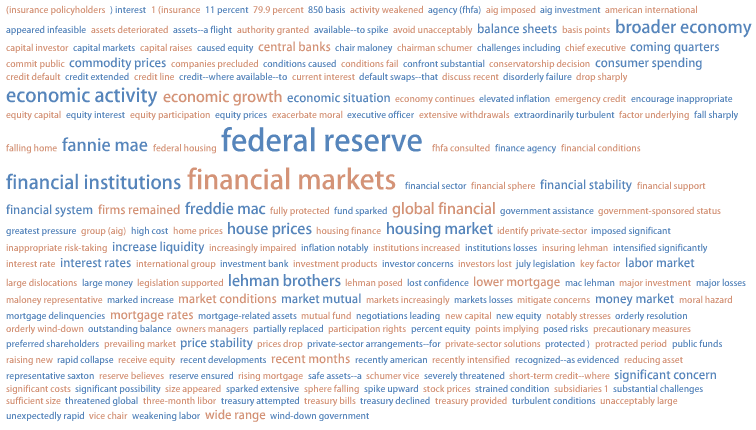 (insurance policyholders ) interest 1 (insurance 11 percent 79.9 percent 850 basis activity weakened agency (fhfa) aig imposed aig investment american international
appeared infeasible assets deteriorated assets--a flight authority granted available--to spike avoid unacceptably balance sheets basis points broader economy
capital investor capital markets capital raises caused equity central banks chair maloney chairman schumer challenges including chief executive coming quarters
commit public commodity prices companies precluded conditions caused conditions fail confront substantial conservatorship decision consumer spending
credit default credit extended credit line credit--where available--to current interest default swaps--that discuss recent disorderly failure drop sharply
economic activity economic growth economic situation economy continues elevated inflation emergency credit encourage inappropriate
equity capital equity interest equity participation equity prices exacerbate moral executive officer extensive withdrawals extraordinarily turbulent factor underlying fall sharply
falling home fannie mae federal housing federal reserve fhfa consulted finance agency financial conditions
financial institutions financial markets financial sector financial sphere financial stability financial support
financial system firms remained freddie mac fully protected fund sparked global financial government assistance government-sponsored status
greatest pressure group (aig) high cost home prices house prices housing finance housing market identify private-sector imposed significant
inappropriate risk-taking increase liquidity increasingly impaired inflation notably institutions increased institutions losses insuring lehman intensified significantly
interest rate interest rates international group investment bank investment products investor concerns investors lost july legislation key factor labor market
large dislocations large money legislation supported lehman brothers lehman posed lost confidence lower mortgage mac lehman major investment major losses
maloney representative marked increase market conditions market mutual markets increasingly markets losses mitigate concerns money market moral hazard
mortgage delinquencies mortgage rates mortgage-related assets mutual fund negotiations leading new capital new equity notably stresses orderly resolution
orderly wind-down outstanding balance owners managers partially replaced participation rights percent equity points implying posed risks precautionary measures
preferred shareholders prevailing market price stability prices drop private-sector arrangements--for private-sector solutions protected ) protracted period public funds
raising new rapid collapse receive equity recent developments recent months recently american recently intensified recognized--as evidenced reducing asset
representative saxton reserve believes reserve ensured rising mortgage safe assets--a schumer vice severely threatened short-term credit--where significant concern
significant costs significant possibility size appeared sparked extensive sphere falling spike upward stock prices strained condition subsidiaries 1 substantial challenges
sufficient size threatened global three-month libor treasury attempted treasury bills treasury declined treasury provided turbulent conditions unacceptably large
unexpectedly rapid vice chair weakening labor wide range wind-down government